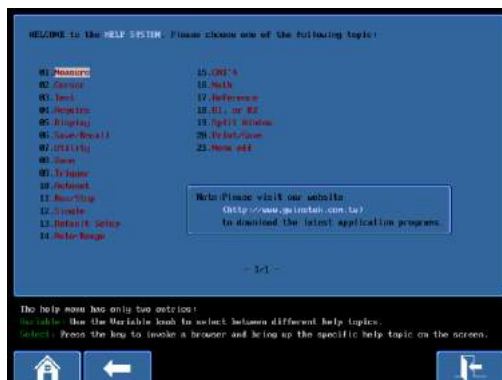 WELCOME to the HELP SYSTEM. Please choose one of the following topic:
01.Measure
02.Cursor
03.Test
04.Acquire
05.Display
06.Save/Recall
07.Utility
08.Zoom
09.Trigger
10.Autoset
11.Run/Stop
12.Single
13.Default Setup
14.Auto-Range
15.CH1~4
16.Math
17.Reference
18.B1, or B2
19.Split Window
20.Print/Save
21.Menu off
Note:Please visit our website
(http://www.gwinstek.com.tw)
to download the latest application programs.
- 1/1 -
The help menu has only two entries:
Variable: Use the Variable knob to select between different help topics.
Select: Press the key to invoke a browser and bring up the specific help topic on the screen.